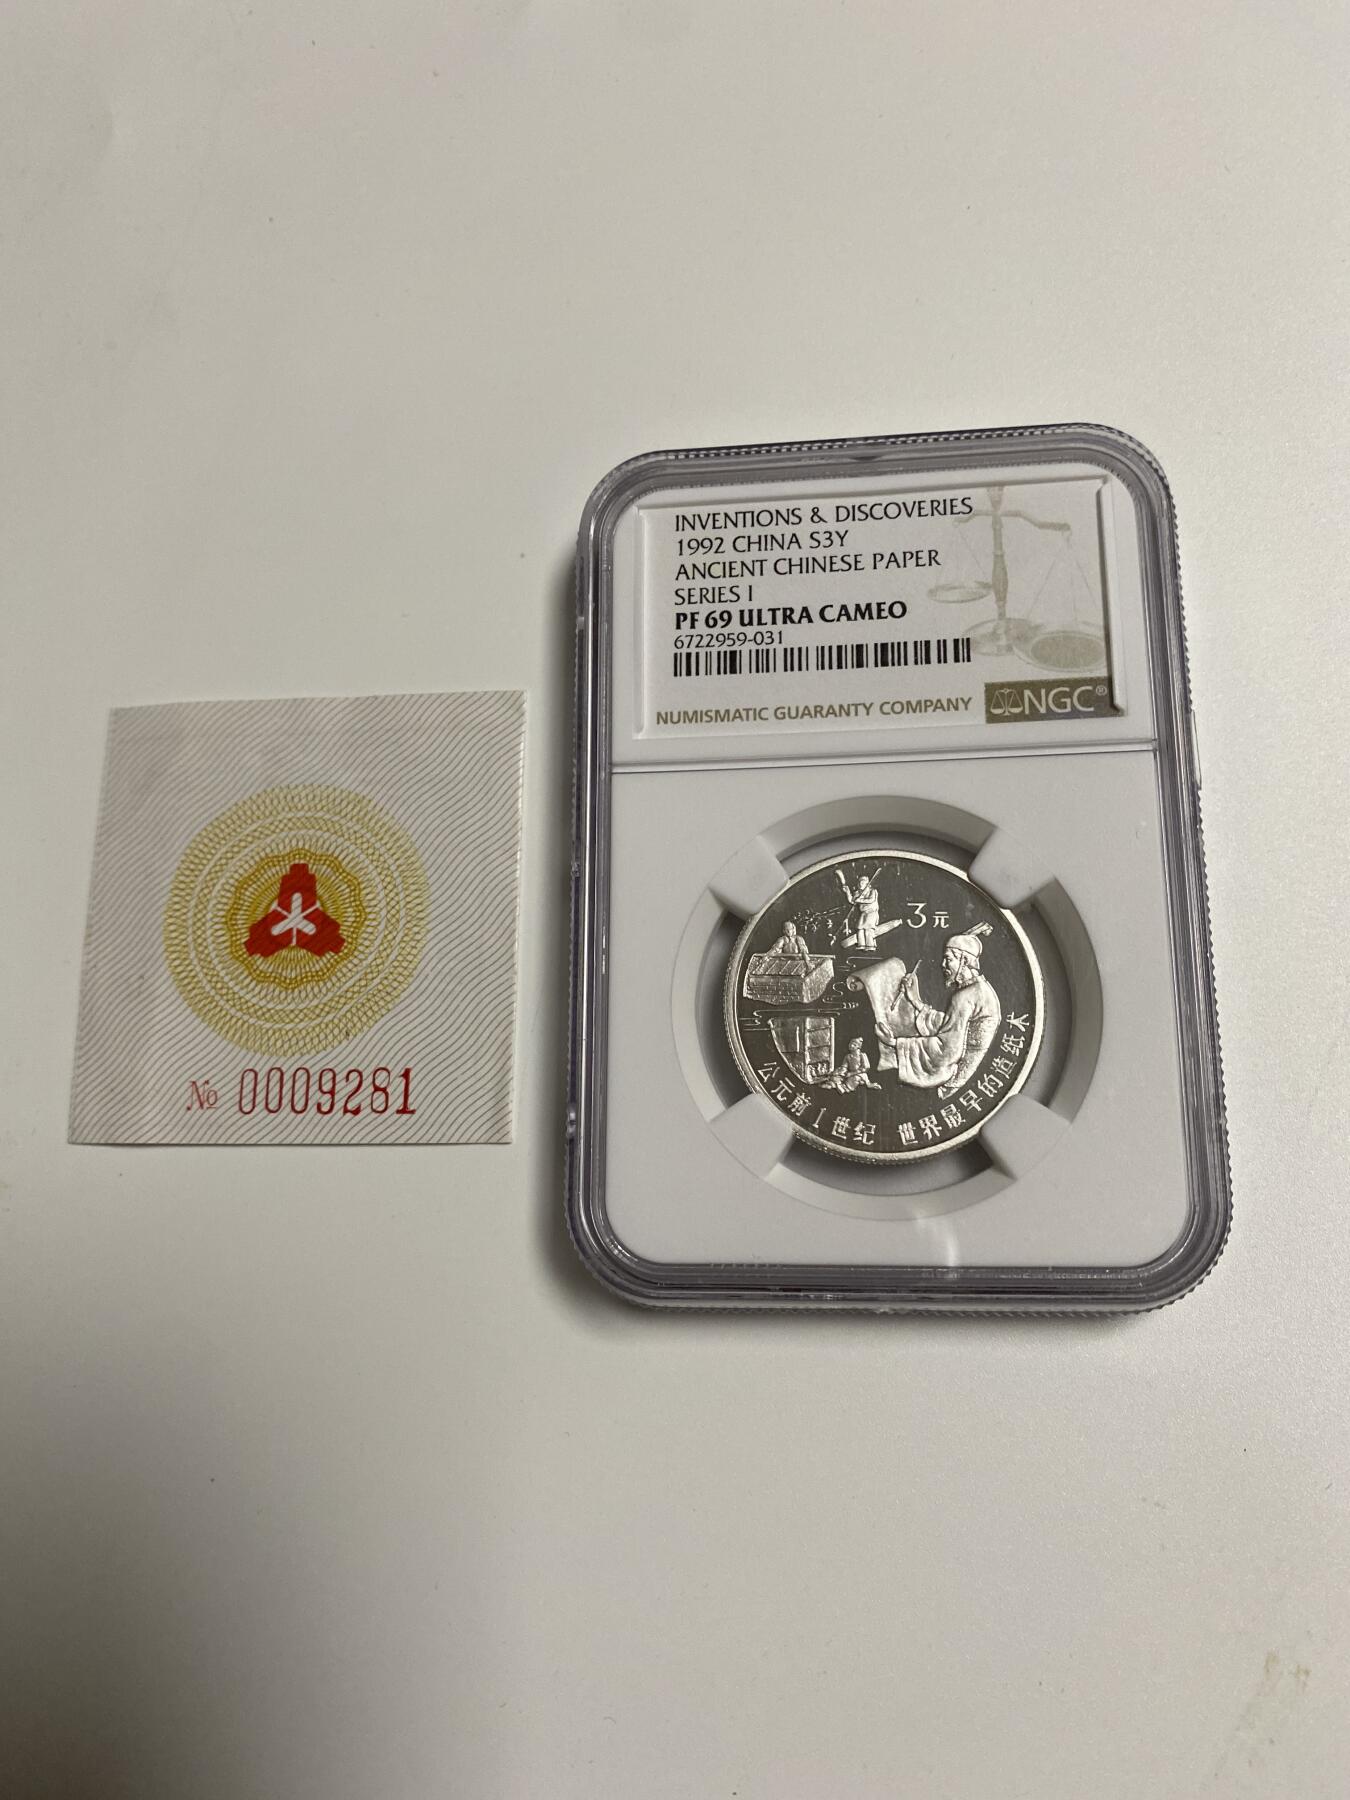 INVENTIONS & DISCOVERIES
1992 CHINA S3Y
ANCIENT CHINESE PAPER
SERIES I
PF 69 ULTRA CAMEO
6722959-031
NUMISMATIC GUARANTY COMPANY
NGC®
3元
公元前1世纪 世界最早的造纸术
№ 0009281